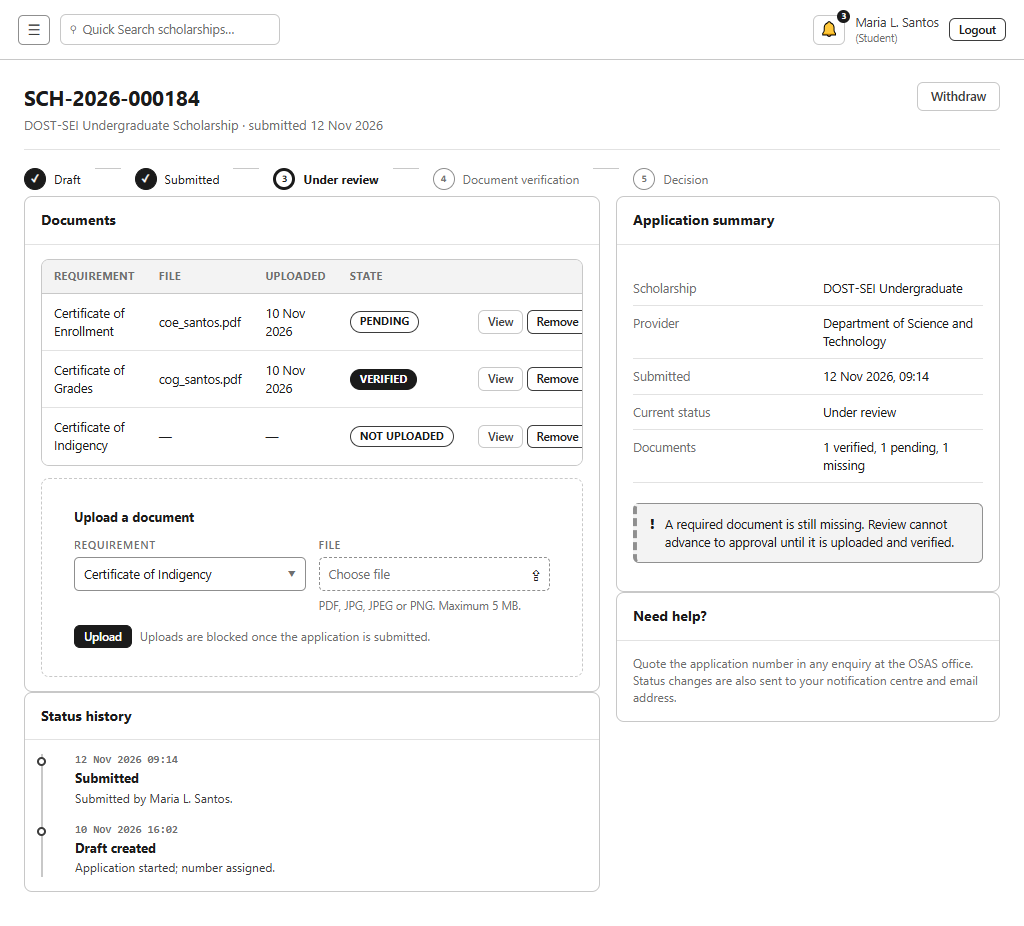 Quick Search scholarships...
3
Maria L. Santos
(Student)
Logout
SCH-2026-000184
DOST-SEI Undergraduate Scholarship · submitted 12 Nov 2026
Withdraw
✓ Draft
✓ Submitted
3 Under review
4 Document verification
5 Decision
Documents
REQUIREMENT FILE UPLOADED STATE
Certificate of Enrollment
coe_santos.pdf
10 Nov 2026
PENDING
View
Remove
Certificate of Grades
cog_santos.pdf
10 Nov 2026
VERIFIED
View
Remove
Certificate of Indigency
—
—
NOT UPLOADED
View
Remove
Upload a document
REQUIREMENT
Certificate of Indigency
FILE
Choose file
PDF, JPG, JPEG or PNG. Maximum 5 MB.
Upload
Uploads are blocked once the application is submitted.
Status history
12 Nov 2026 09:14
Submitted
Submitted by Maria L. Santos.
10 Nov 2026 16:02
Draft created
Application started; number assigned.
Application summary
Scholarship
DOST-SEI Undergraduate
Provider
Department of Science and
Technology
Submitted
12 Nov 2026, 09:14
Current status
Under review
Documents
1 verified, 1 pending, 1
missing
! A required document is still missing. Review cannot
advance to approval until it is uploaded and verified.
Need help?
Quote the application number in any enquiry at the OSAS office.
Status changes are also sent to your notification centre and email
address.